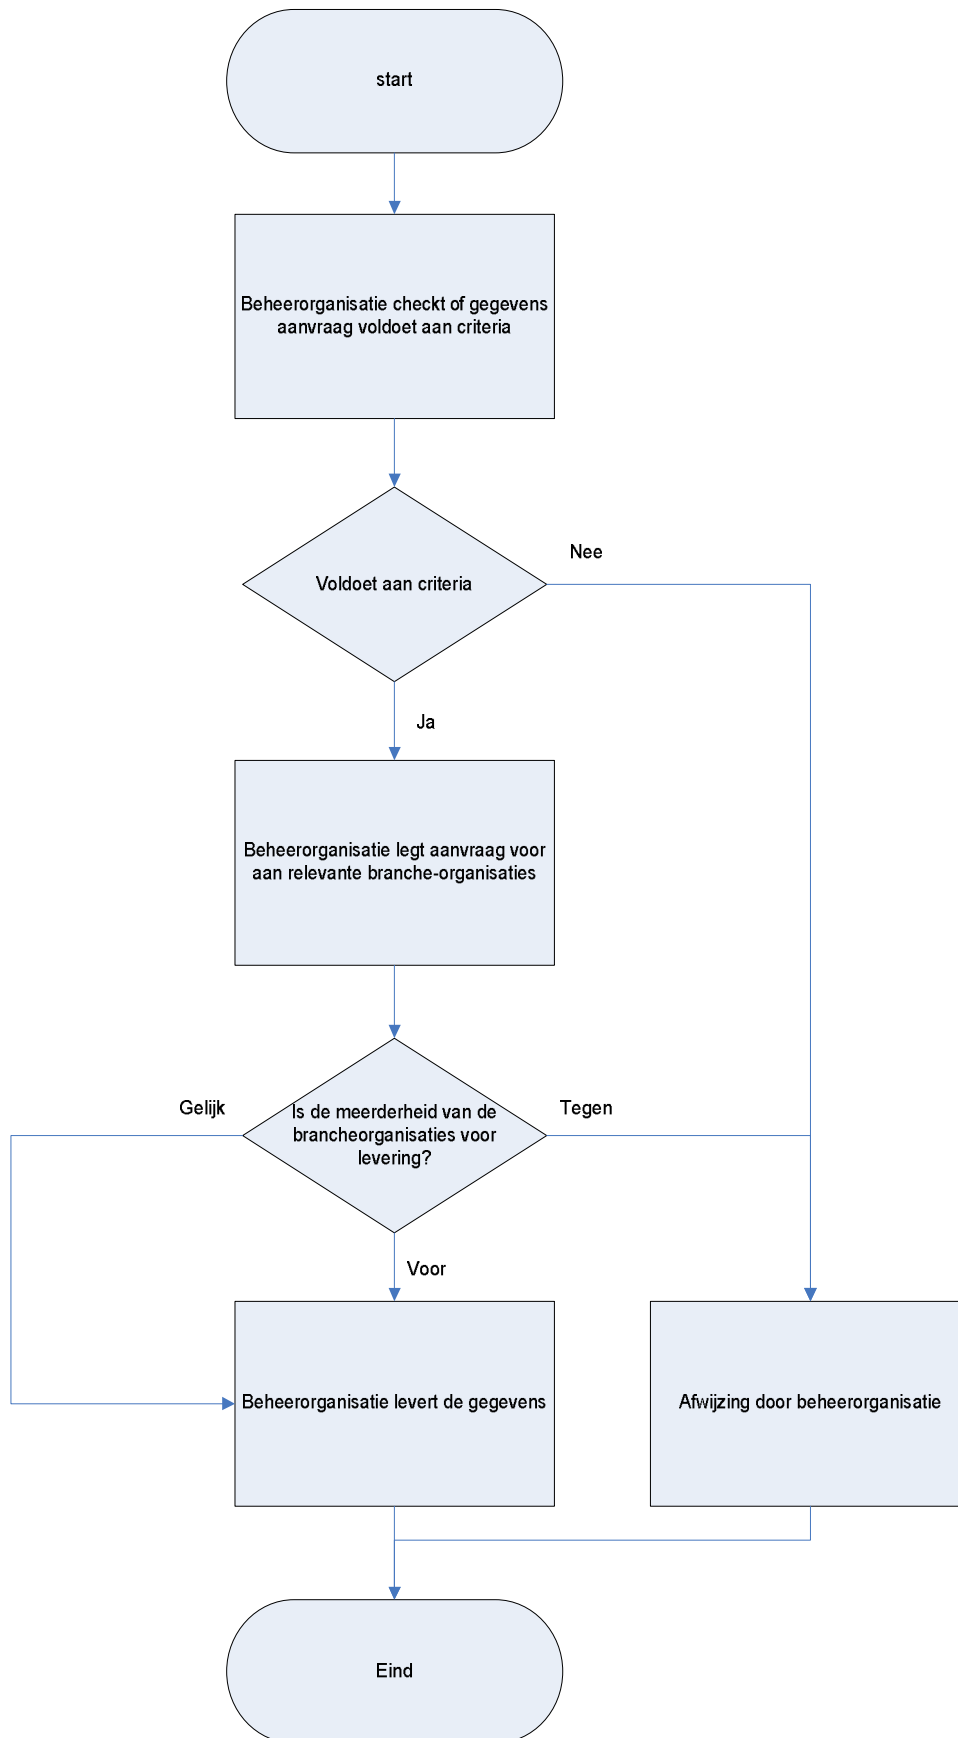 start
Beheerorganisatie checkt of gegevens
aanvraag voldoet aan criteria
Nee
Voldoet aan criteria
Ja
Beheerorganisatie legt aanvraag voor
aan relevante branche-organisaties
Gelijk
Tegen
Is de meerderheid van de
brancheorganisaties voor
levering?
Voor
Beheerorganisatie levert de gegevens
Afwijzing door beheerorganisatie
Eind